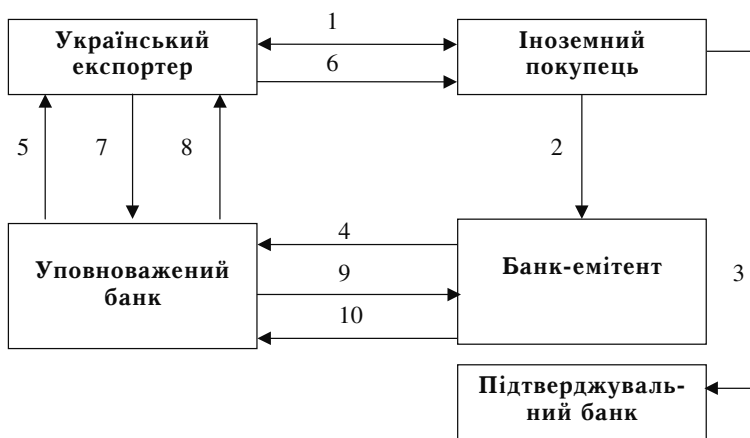 Український
експортер
1
6
Іноземний
покупець
5
7
8
2
Уповноважений
банк
4
9
10
Банк-емітент
3
Підтверджуваль-
ний банк